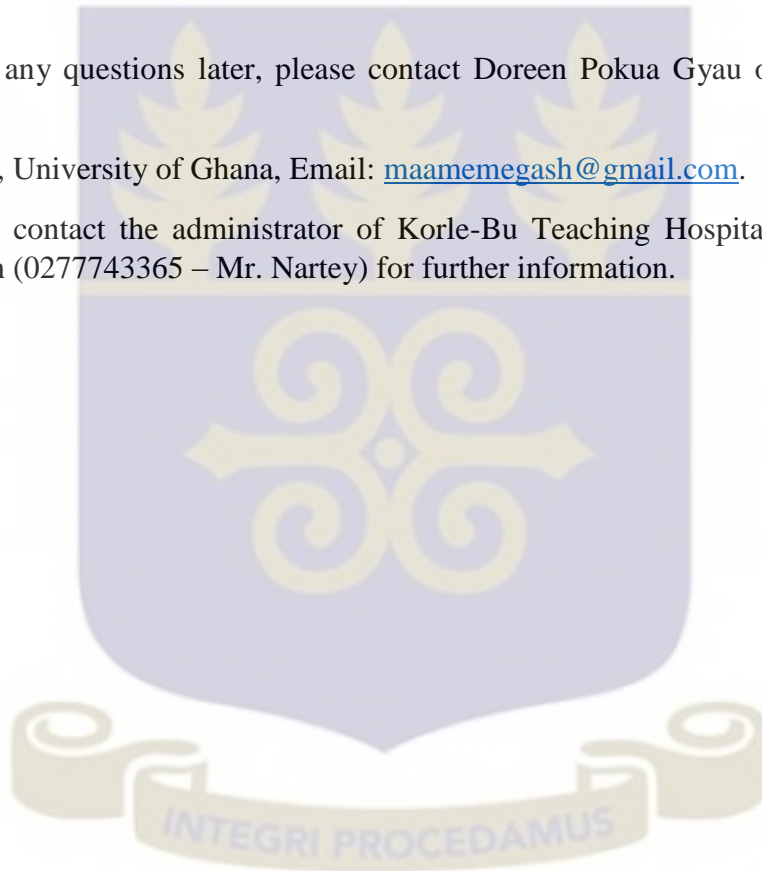 any questions later, please contact Doreen Pokua Gyau
, University of Ghana, Email: maamemegash@gmail.com.
contact the administrator of Korle-Bu Teaching Hospita
(0277743365 – Mr. Nartey) for further information.
INTEGRI PROCEDAMUS